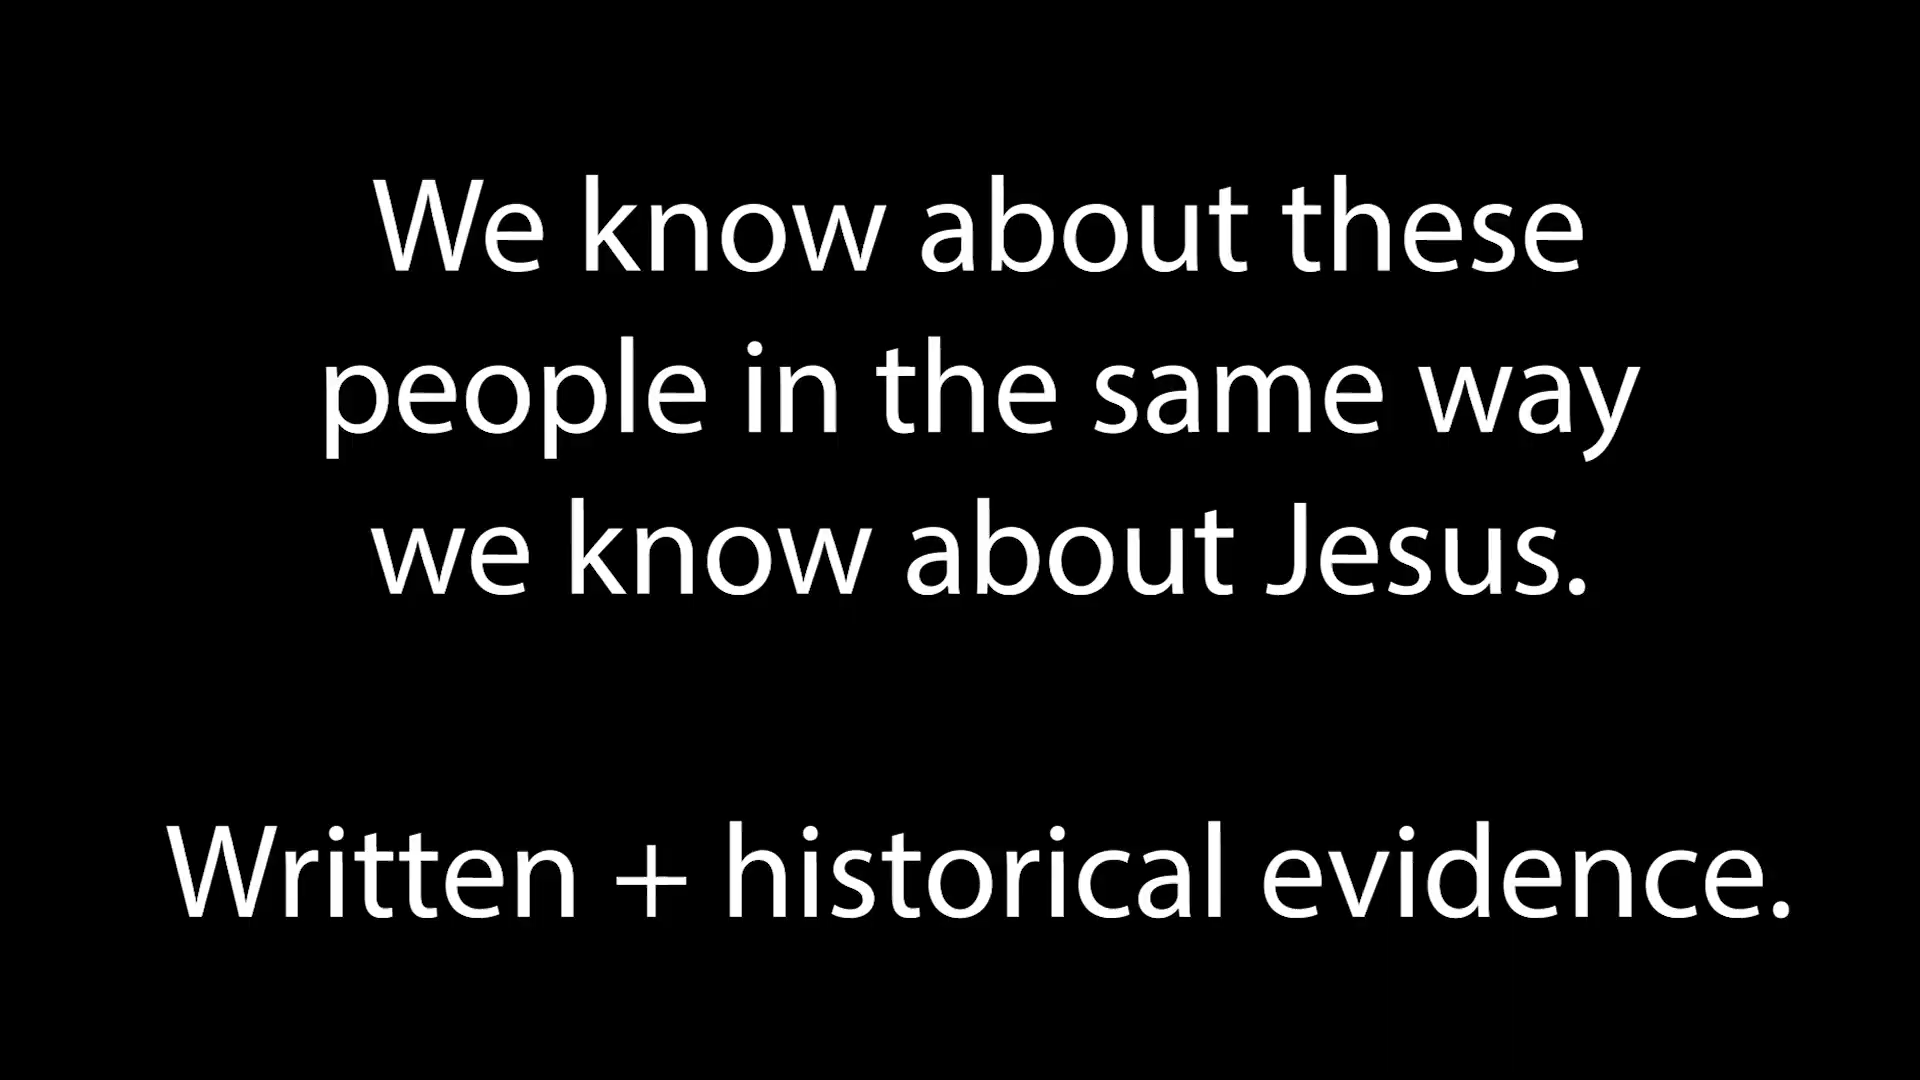 We know about these
people in the same way
we know about Jesus.
Written + historical evidence.